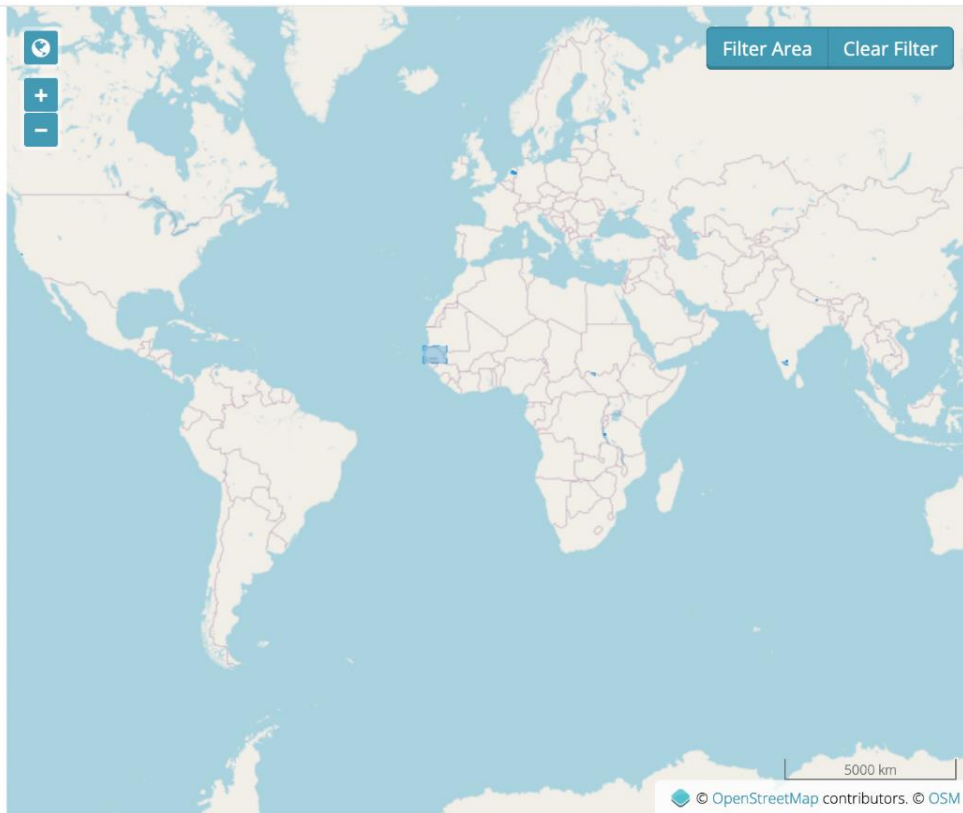 Filter Area Clear Filter
+
−
5000 km
© OpenStreetMap contributors. © OSM